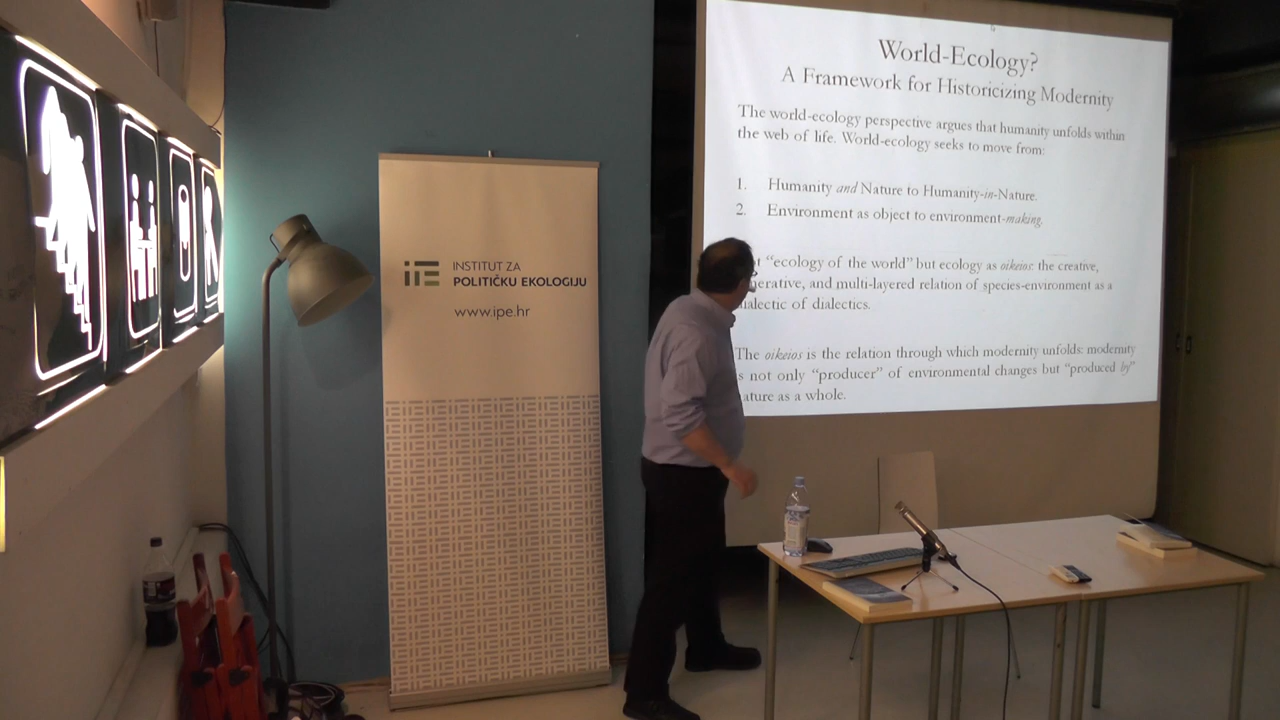 World-Ecology?
A Framework for Historicizing Modernity
The world-ecology perspective argues that humanity unfolds within
the web of life. World-ecology seeks to move from:
1. Humanity and Nature to Humanity-in-Nature.
2. Environment as object to environment-making.
t “ecology of the world” but ecology as oikeios: the creative,
nerative, and multi-layered relation of species-environment as a
ialectic of dialectics.
The oikeios is the relation through which modernity unfolds: modernity
s not only “producer” of environmental changes but “produced by”
ature as a whole.
INSTITUT ZA
POLITIČKU EKOLOGIJU
www.ipe.hr